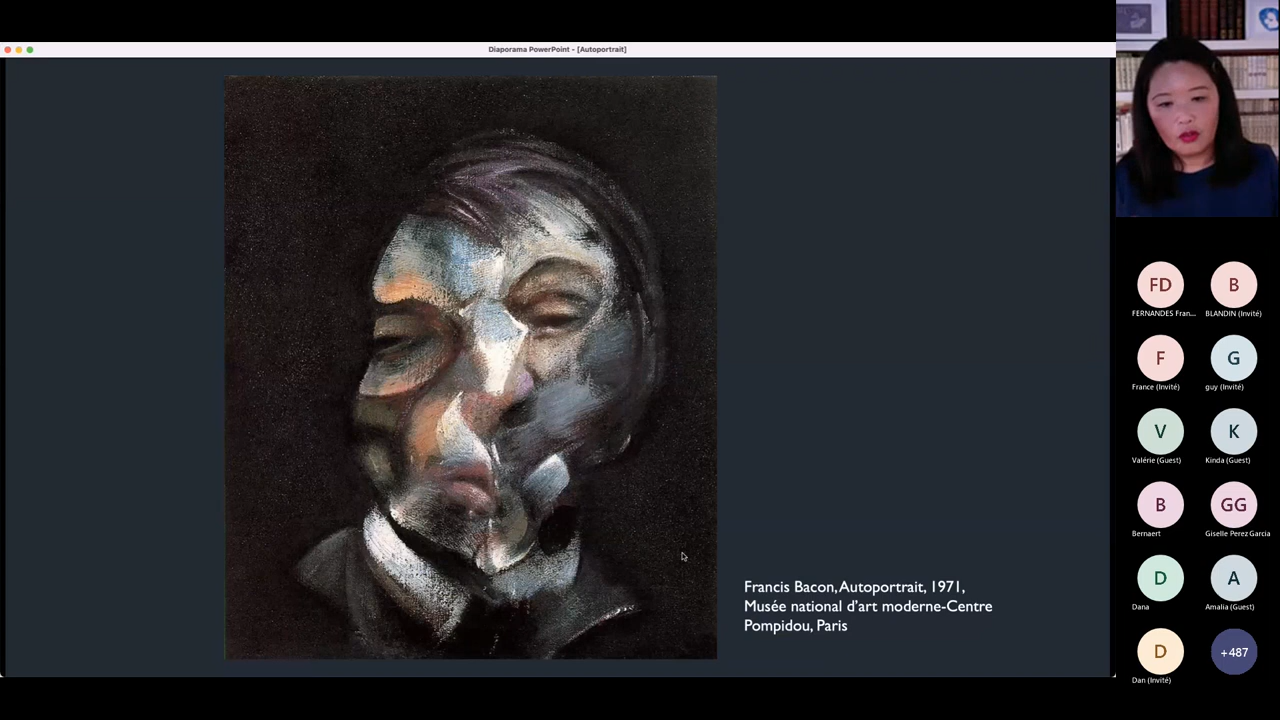 Diaporama PowerPoint - [Autoportrait]
Francis Bacon, Autoportrait, 1971,
Musée national d'art moderne-Centre
Pompidou, Paris
FD
B
FERNANDES Fran...
BLANDIN (Invité)
F
G
France (Invité)
guy (Invité)
V
K
Valérie (Guest)
Kinda (Guest)
B
GG
Bernaert
Giselle Perez Garcia
D
A
Dana
Amalia (Guest)
D
+487
Dan (Invité)